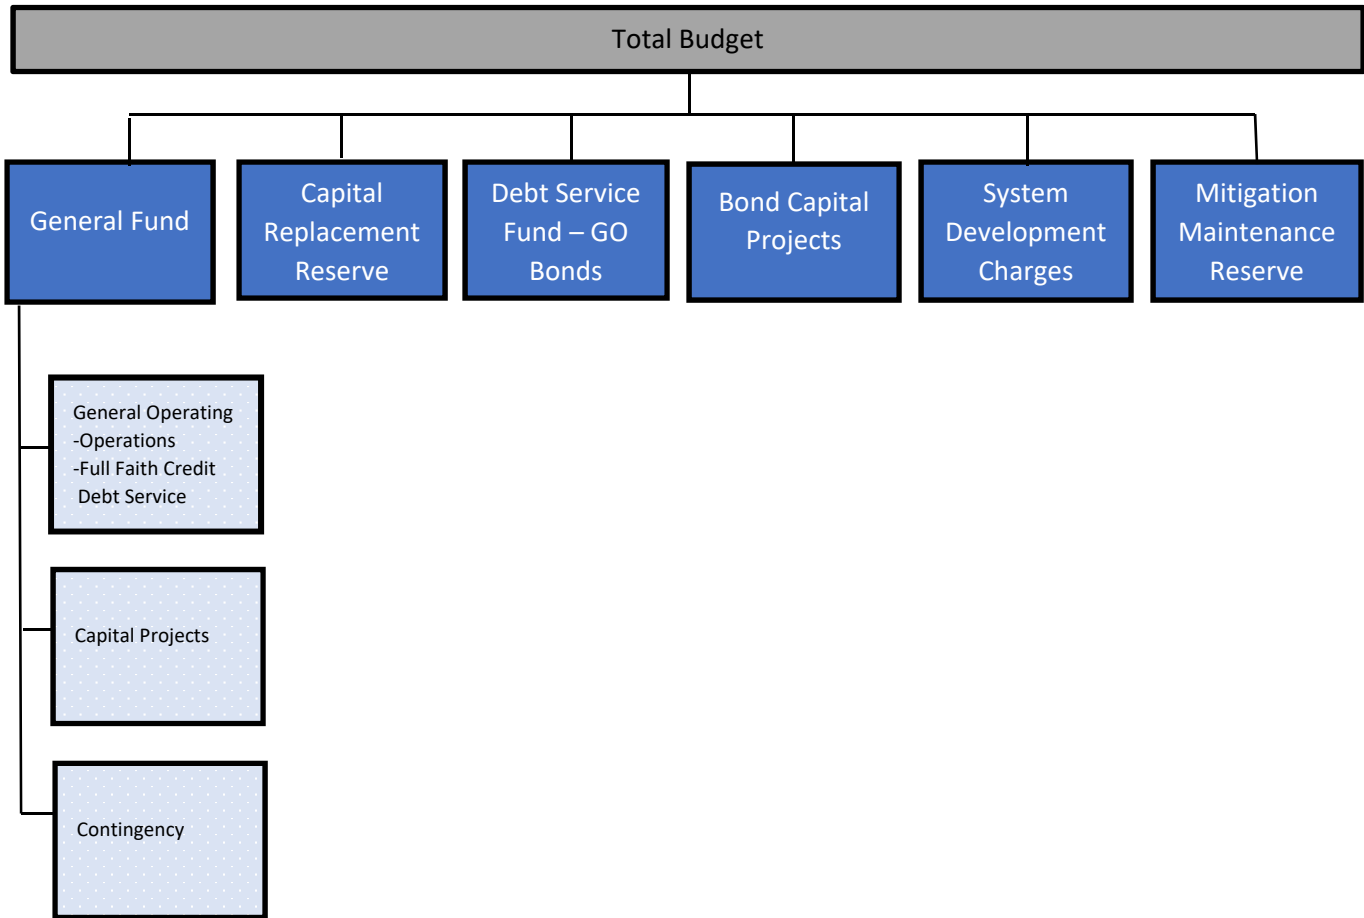 Total Budget
General Fund
Capital
Replacement
Reserve
Debt Service
Fund – GO
Bonds
Bond Capital
Projects
System
Development
Charges
Mitigation
Maintenance
Reserve
General Operating
-Operations
-Full Faith Credit
Debt Service
Capital Projects
Contingency